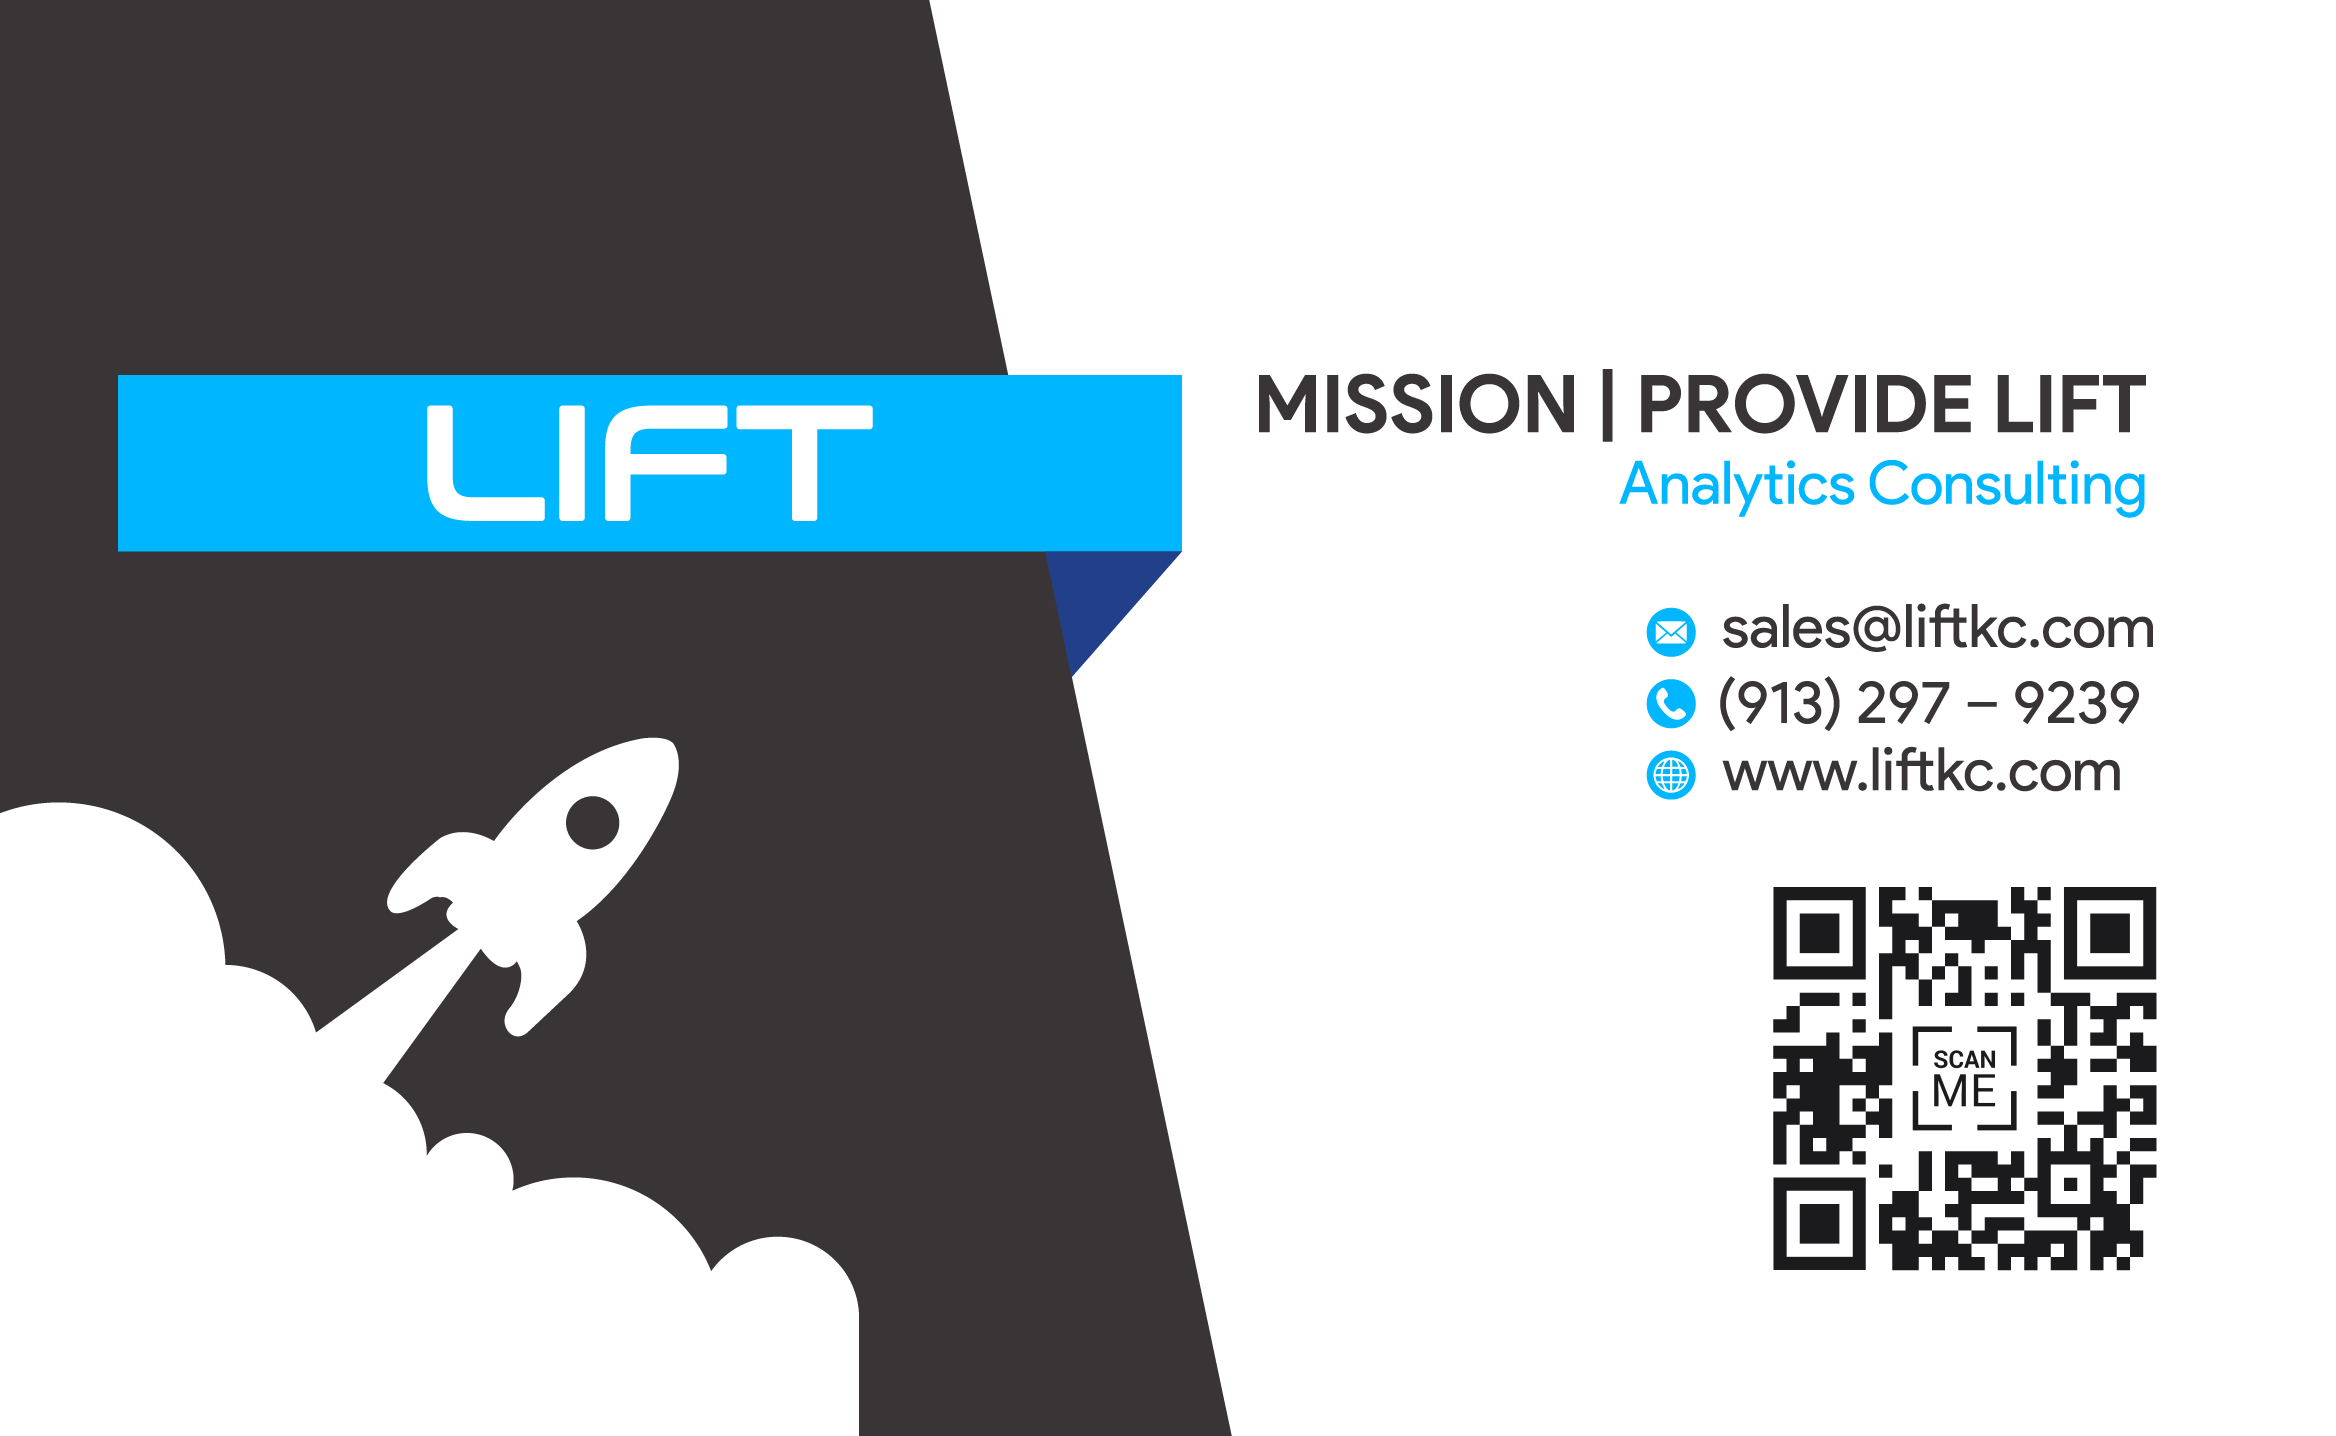 LIFT
MISSION | PROVIDE LIFT
Analytics Consulting
sales@liftkc.com
(913) 297 – 9239
www.liftkc.com
SCAN
ME